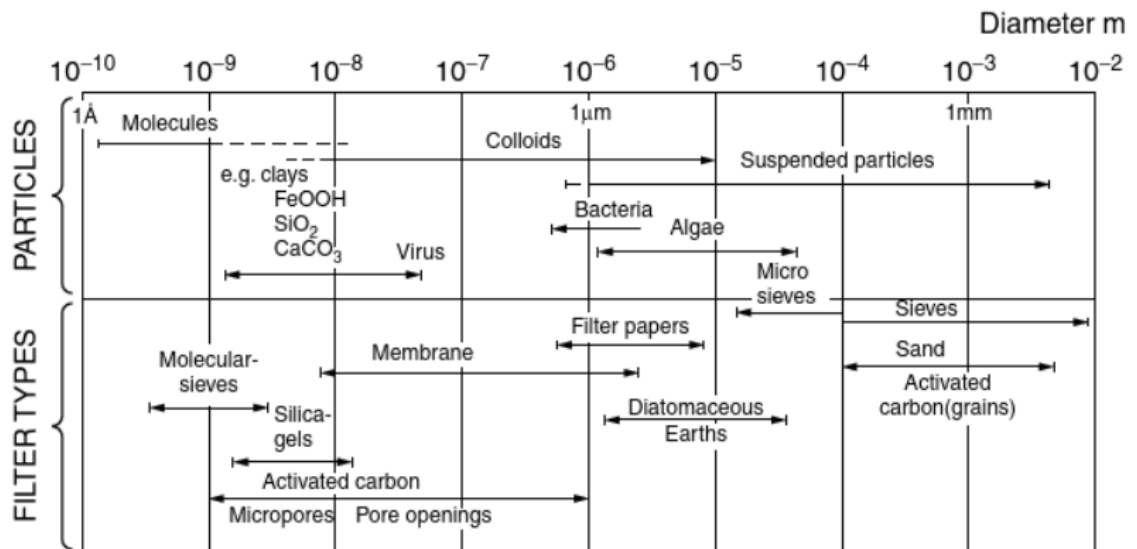 Diameter m
10⁻¹⁰ 10⁻⁹ 10⁻⁸ 10⁻⁷ 10⁻⁶ 10⁻⁵ 10⁻⁴ 10⁻³ 10⁻²
1Å 1μm 1mm
PARTICLES
Molecules
Colloids
Suspended particles
e.g. clays
FeOOH
SiO₂
CaCO₃
Virus
Bacteria
Algae
Micro
sieves
FILTER TYPES
Sieves
Filter papers
Membrane
Molecular-
sieves
Sand
Activated
carbon(grains)
Silica-
gels
Diatomaceous
Earths
Activated carbon
Micropores Pore openings